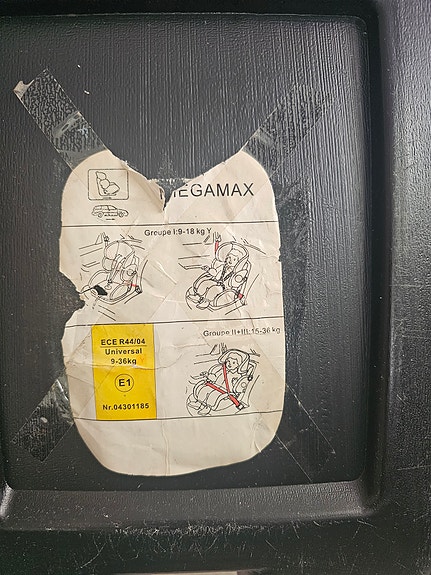 EGAMAX
Groupe I:9-18 kg Y
Groupe II+III:15-36 kg
ECE R44/04
Universal
9-36kg
E1
Nr.04301185